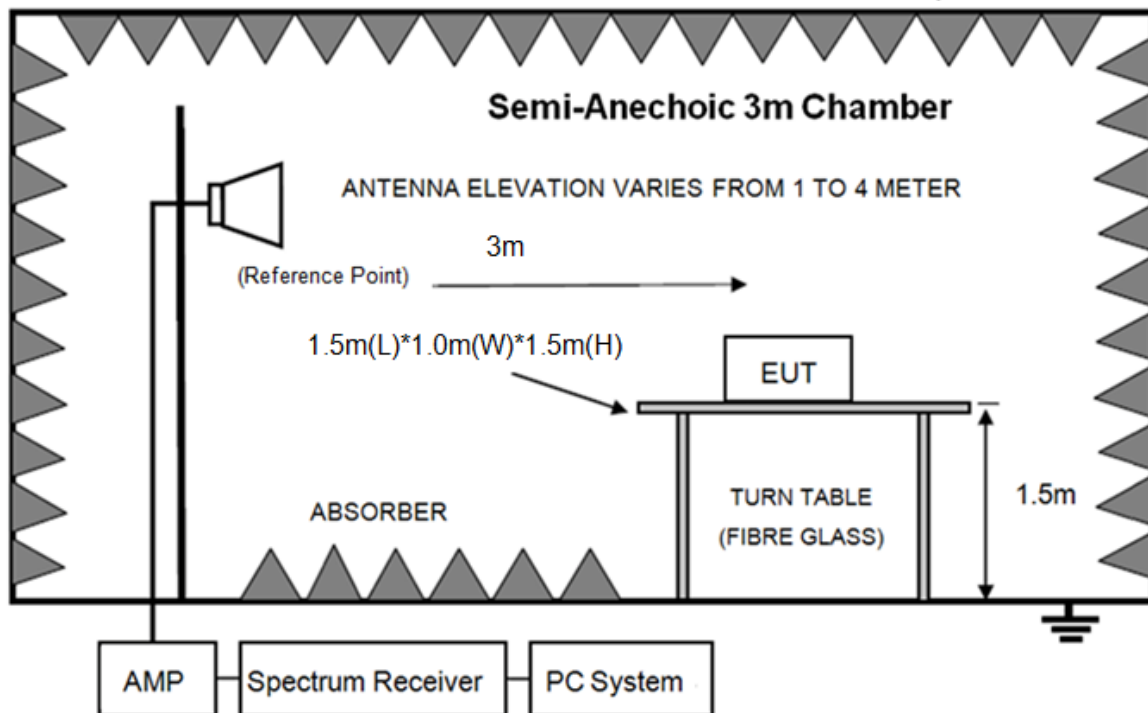 Semi-Anechoic 3m Chamber
ANTENNA ELEVATION VARIES FROM 1 TO 4 METER
3m
(Reference Point)
1.5m(L)*1.0m(W)*1.5m(H)
EUT
ABSORBER
TURN TABLE
(FIBRE GLASS)
1.5m
AMP
Spectrum Receiver
PC System